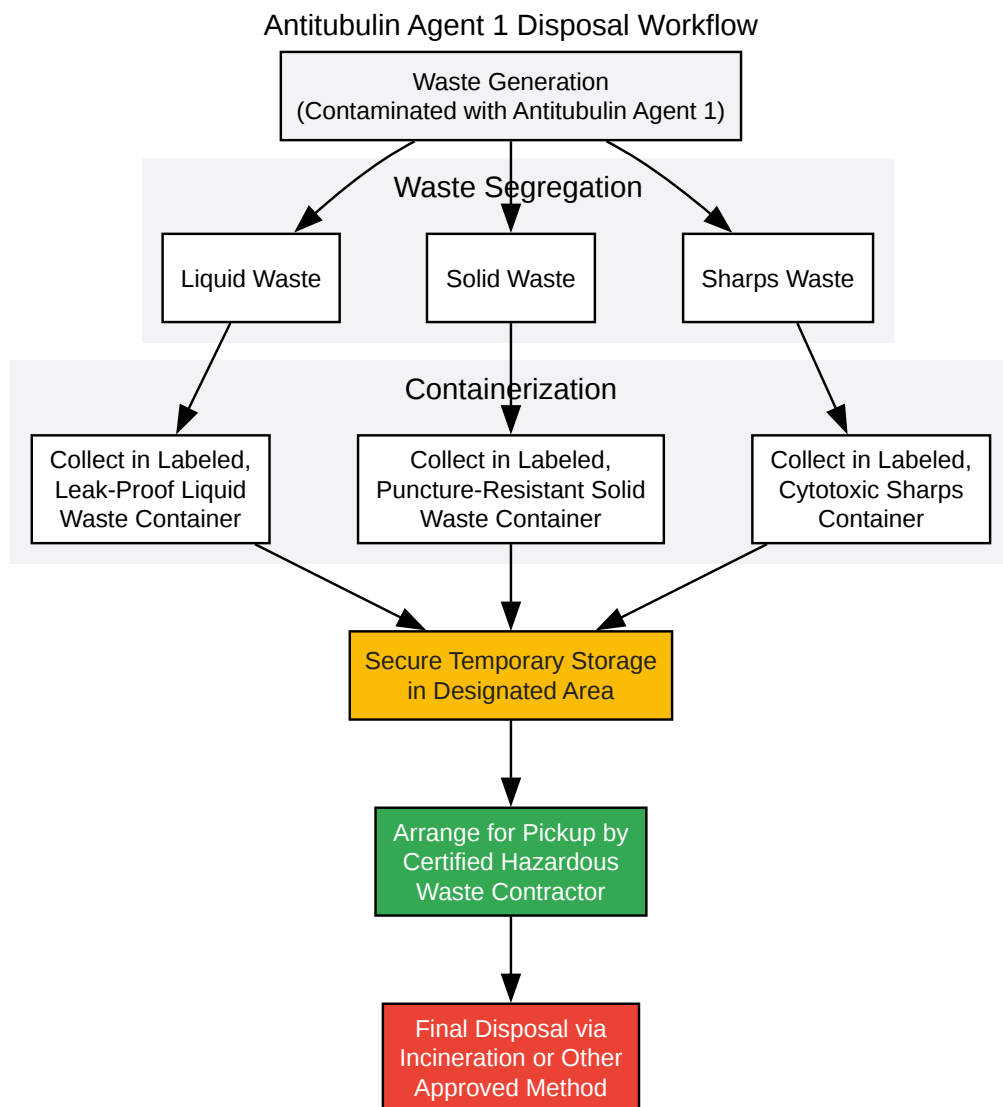 Antitubulin Agent 1 Disposal Workflow
Waste Generation
(Contaminated with Antitubulin Agent 1)
Waste Segregation
Liquid Waste
Solid Waste
Sharps Waste
Containerization
Collect in Labeled,
Leak-Proof Liquid
Waste Container
Collect in Labeled,
Puncture-Resistant Solid
Waste Container
Collect in Labeled,
Cytotoxic Sharps
Container
Secure Temporary Storage
in Designated Area
Arrange for Pickup by
Certified Hazardous
Waste Contractor
Final Disposal via
Incineration or Other
Approved Method